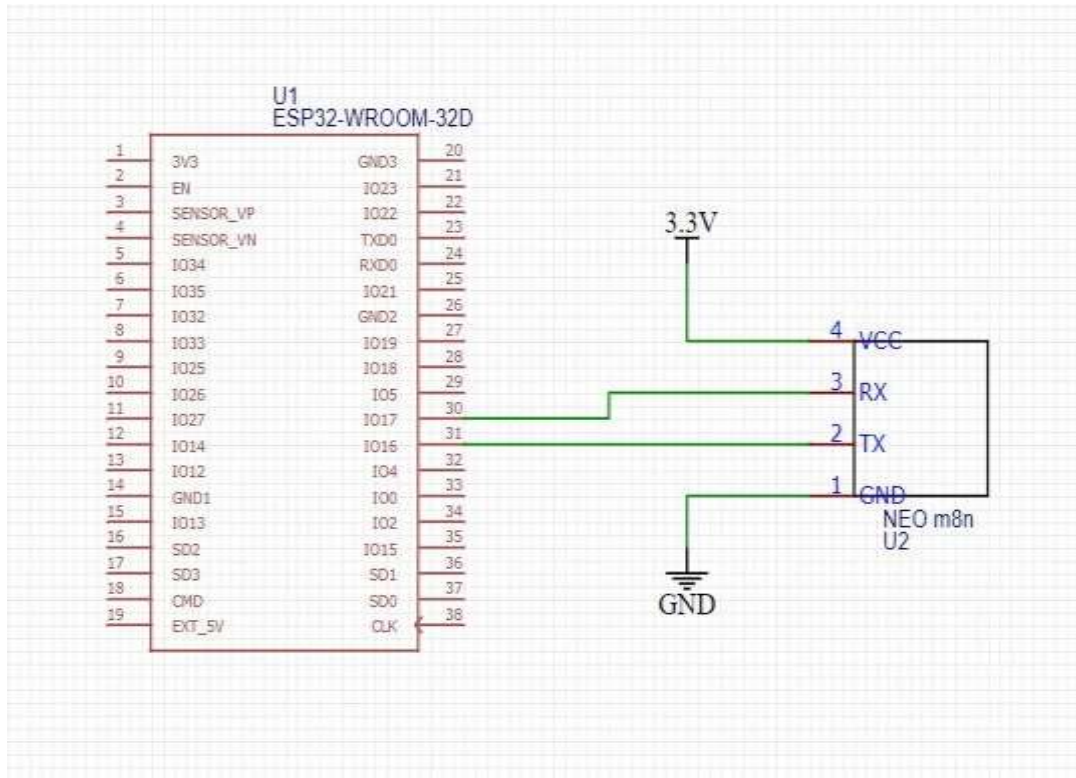 U1
ESP32-WROOM-32D
1 3V3 GND3 20
2 EN IO23 21
3 SENSOR_VP IO22 22
4 SENSOR_VN TXD0 23
5 IO34 RXD0 24
6 IO35 IO21 25
7 IO32 GND2 26
8 IO33 IO19 27
9 IO25 IO18 28
10 IO26 IO5 29
11 IO27 IO17 30
12 IO14 IO16 31
13 IO12 IO4 32
14 GND1 IO0 33
15 IO13 IO2 34
16 SD2 IO15 35
17 SD3 SD1 36
18 CMD SD0 37
19 EXT_5V CLK 38
3.3V
4 VCC
3 RX
2 TX
1 GND
NEO m8n
U2
GND